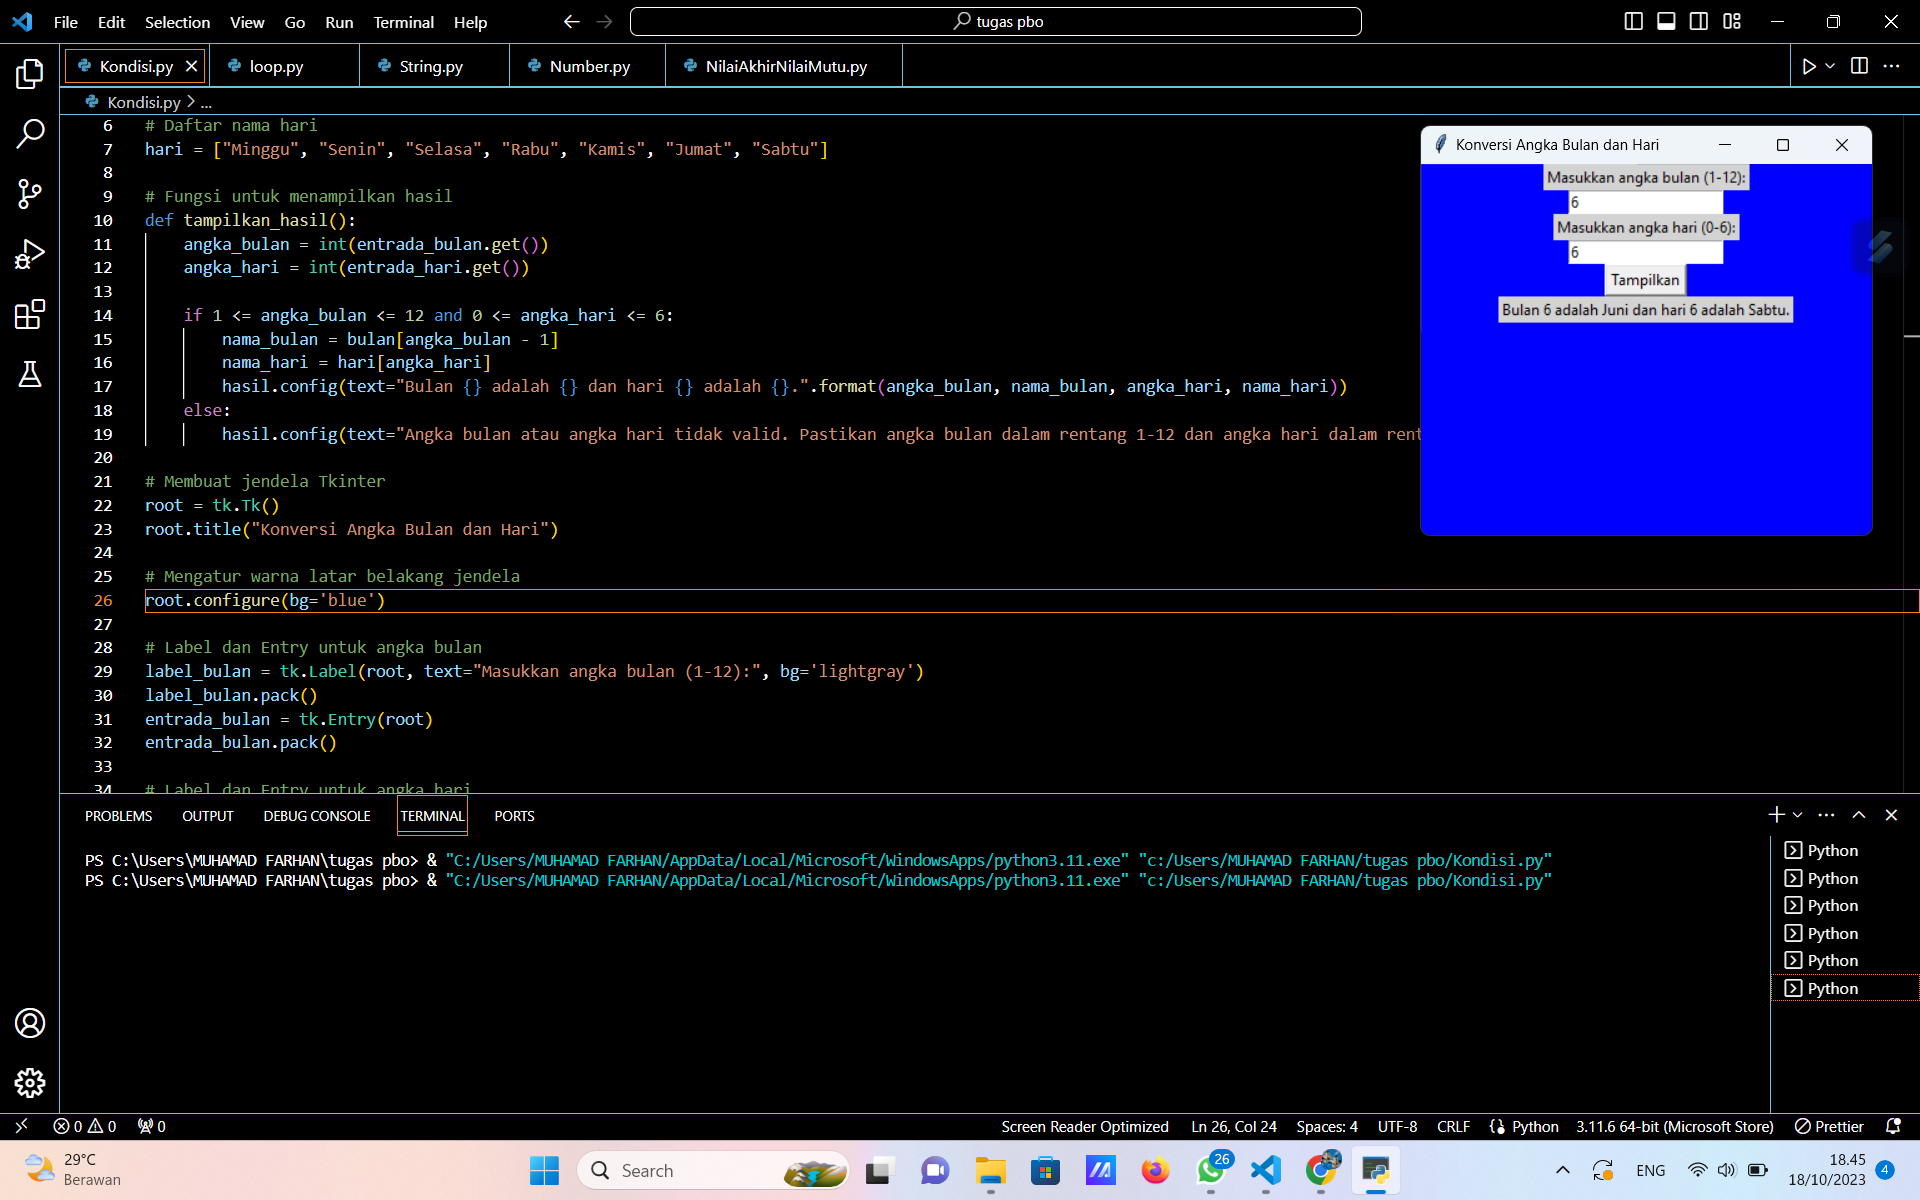 File Edit Selection View Go Run Terminal Help
tugas pbo
Kondisi.py loop.py String.py Number.py NilaiAkhirNilaiMutu.py
Kondisi.py > ...
6 # Daftar nama hari
7 hari = ["Minggu", "Senin", "Selasa", "Rabu", "Kamis", "Jumat", "Sabtu"]
8
9 # Fungsi untuk menampilkan hasil
10 def tampilkan_hasil():
11 angka_bulan = int(entrada_bulan.get())
12 angka_hari = int(entrada_hari.get())
13
14 if 1 <= angka_bulan <= 12 and 0 <= angka_hari <= 6:
15 nama_bulan = bulan[angka_bulan - 1]
16 nama_hari = hari[angka_hari]
17 hasil.config(text="Bulan {} adalah {} dan hari {} adalah {}.".format(angka_bulan, nama_bulan, angka_hari, nama_hari))
18 else:
19 hasil.config(text="Angka bulan atau angka hari tidak valid. Pastikan angka bulan dalam rentang 1-12 dan angka hari dalam rent
20
21 # Membuat jendela Tkinter
22 root = tk.Tk()
23 root.title("Konversi Angka Bulan dan Hari")
24
25 # Mengatur warna latar belakang jendela
26 root.configure(bg='blue')
27
28 # Label dan Entry untuk angka bulan
29 label_bulan = tk.Label(root, text="Masukkan angka bulan (1-12):", bg='lightgray')
30 label_bulan.pack()
31 entrada_bulan = tk.Entry(root)
32 entrada_bulan.pack()
33
34 # Label dan Entry untuk angka hari
Konversi Angka Bulan dan Hari
Masukkan angka bulan (1-12):
6
Masukkan angka hari (0-6):
6
Tampilkan
Bulan 6 adalah Juni dan hari 6 adalah Sabtu.
PROBLEMS OUTPUT DEBUG CONSOLE TERMINAL PORTS
PS C:\Users\MUHAMAD FARHAN\tugas pbo> & "C:/Users/MUHAMAD FARHAN/AppData/Local/Microsoft/WindowsApps/python3.11.exe" "c:/Users/MUHAMAD FARHAN/tugas pbo/Kondisi.py"
PS C:\Users\MUHAMAD FARHAN\tugas pbo> & "C:/Users/MUHAMAD FARHAN/AppData/Local/Microsoft/WindowsApps/python3.11.exe" "c:/Users/MUHAMAD FARHAN/tugas pbo/Kondisi.py"
Python
Python
Python
Python
Python
Python
0 0 0 Screen Reader Optimized Ln 26, Col 24 Spaces: 4 UTF-8 CRLF Python 3.11.6 64-bit (Microsoft Store) Prettier
29°C
Berawan
Search
26
ENG
18.45
18/10/2023
4